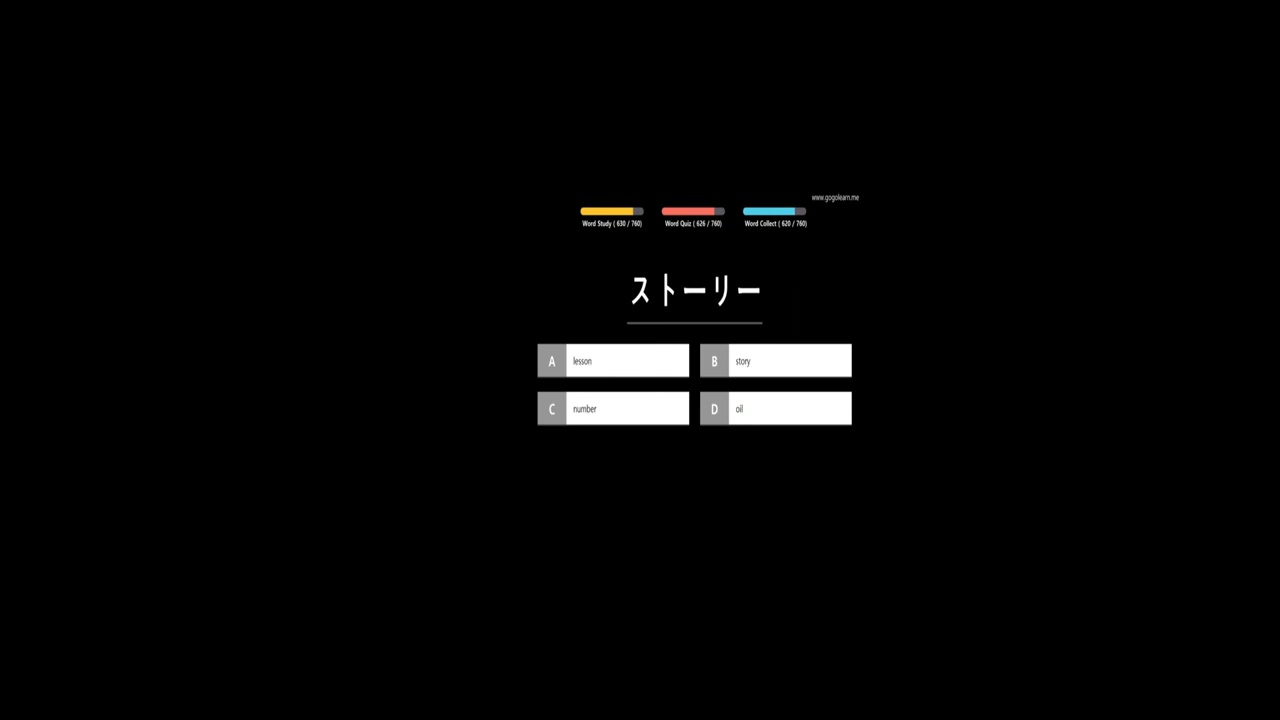 www.gogolearn.me
Word Study ( 630 / 760) Word Quiz ( 626 / 760) Word Collect ( 620 / 760)
ストーリー
A lesson B story
C number D oil